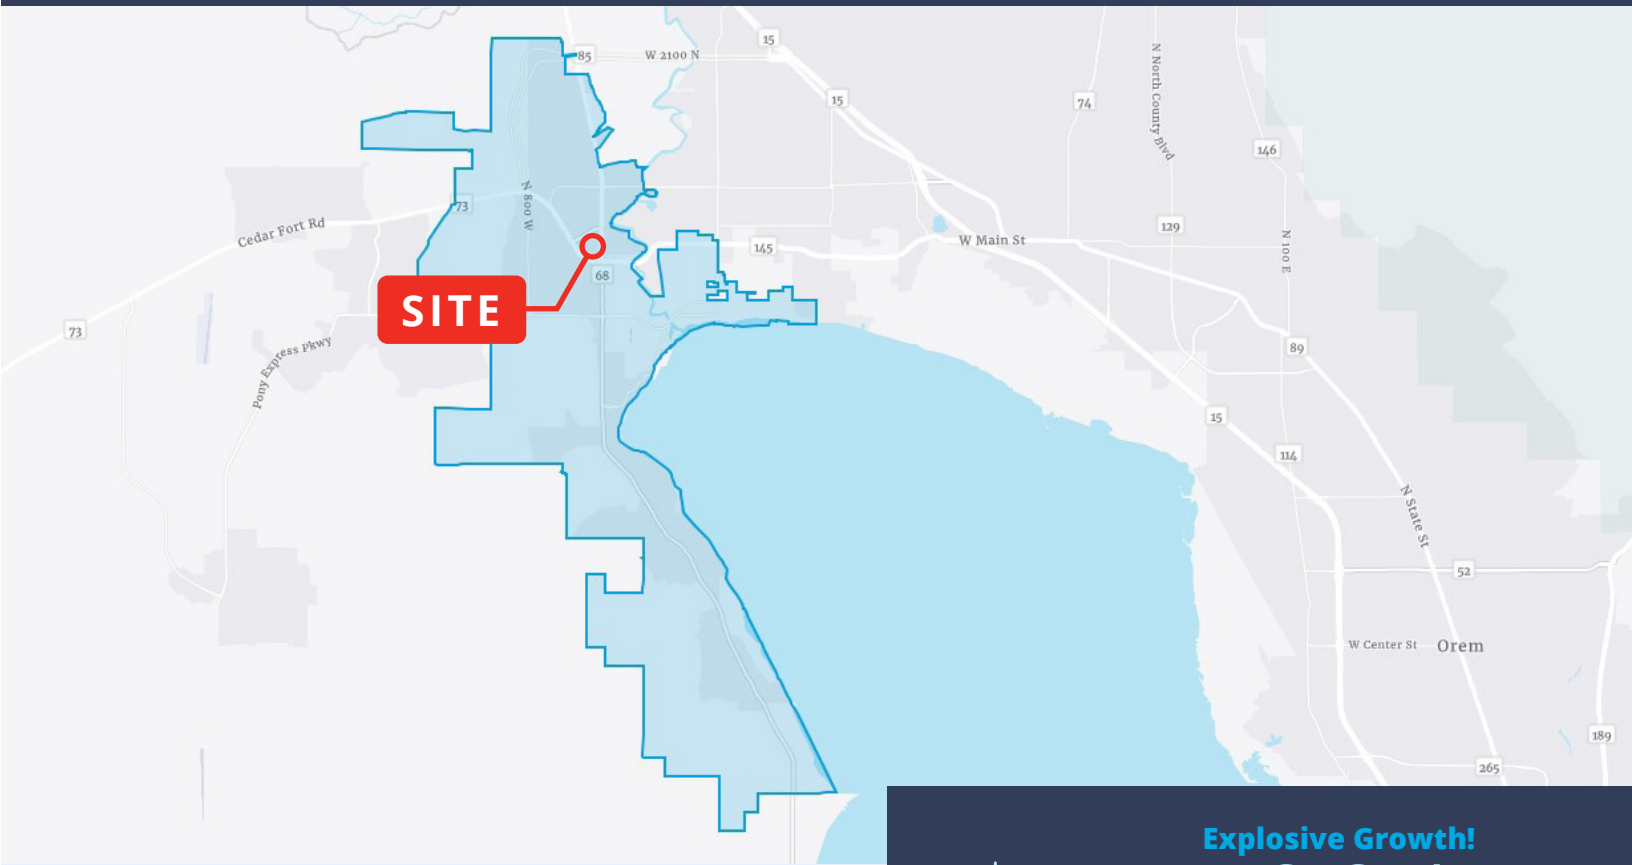 15
85
W 2100 N
15
74
N North County Blvd
146
73
N 800 W
Cedar Fort Rd
129
145
W Main St
N 100 E
68
SITE
73
Pony Express Pkwy
89
15
114
N State St
52
W Center St
Orem
189
265
Explosive Growth!